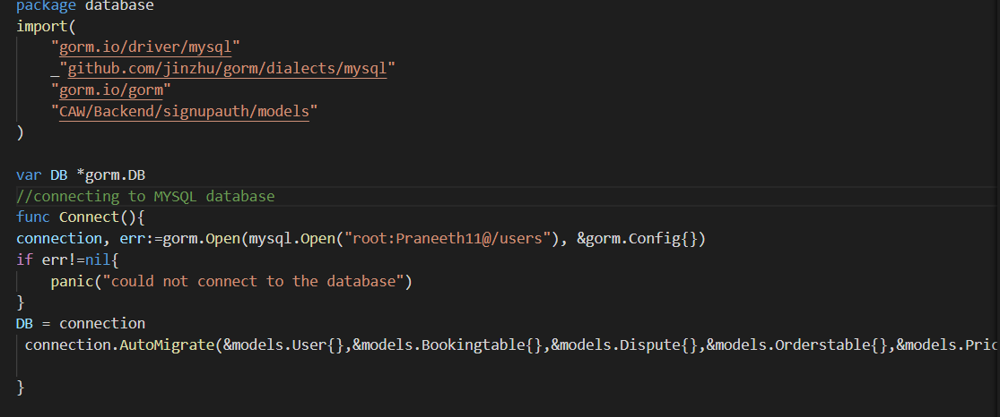 package database
import(
    "gorm.io/driver/mysql"
    _"github.com/jinzhu/gorm/dialects/mysql"
    "gorm.io/gorm"
    "CAW/Backend/signupauth/models"
)
var DB *gorm.DB
//connecting to MYSQL database
func Connect(){
connection, err:=gorm.Open(mysql.Open("root:Praneeth11@/users"), &gorm.Config{})
if err!=nil{
    panic("could not connect to the database")
}
DB = connection
 connection.AutoMigrate(&models.User{},&models.Bookingtable{},&models.Dispute{},&models.Orderstable{},&models.Pric
}